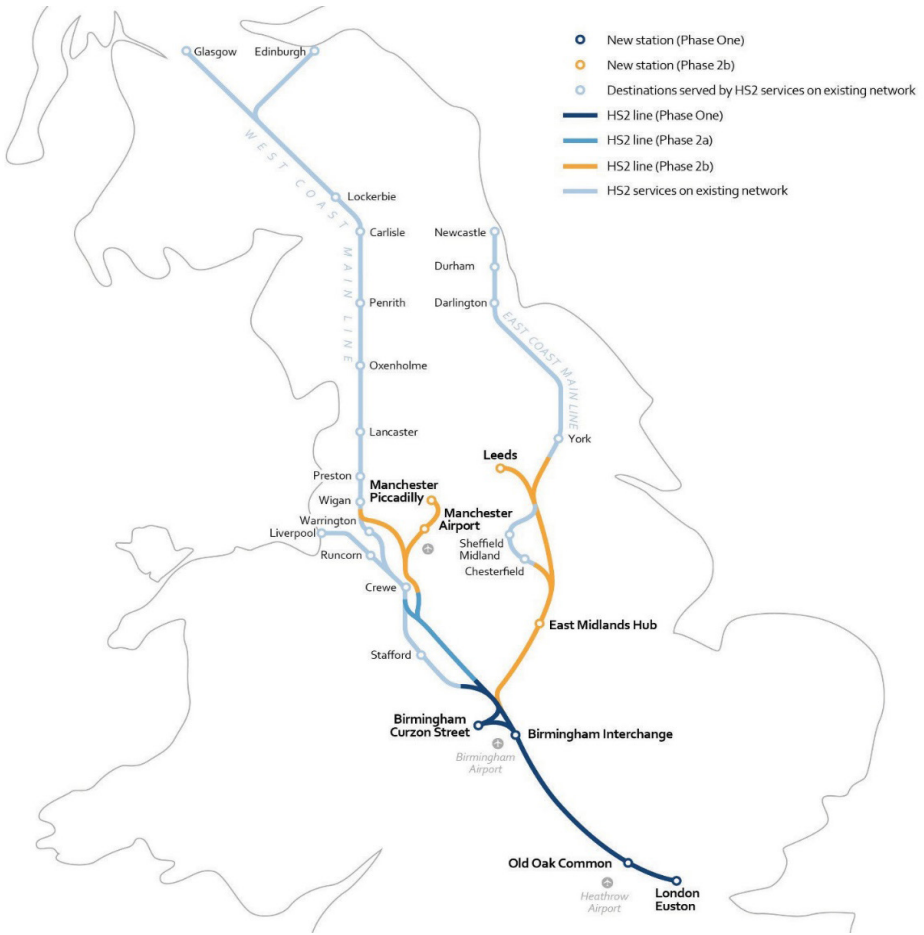 New station (Phase One)
New station (Phase 2b)
Destinations served by HS2 services on existing network
HS2 line (Phase One)
HS2 line (Phase 2a)
HS2 line (Phase 2b)
HS2 services on existing network
Glasgow
Edinburgh
WEST COAST MAIN LINE
Lockerbie
Carlisle
Newcastle
Durham
Penrith
Darlington
EAST COAST MAIN LINE
Oxenholme
Lancaster
York
Leeds
Preston
Manchester
Piccadilly
Wigan
Manchester
Airport
Warrington
Liverpool
Sheffield
Midland
Runcorn
Chesterfield
Crewe
East Midlands Hub
Stafford
Birmingham
Curzon Street
Birmingham Interchange
Birmingham
Airport
Old Oak Common
Heathrow
Airport
London
Euston